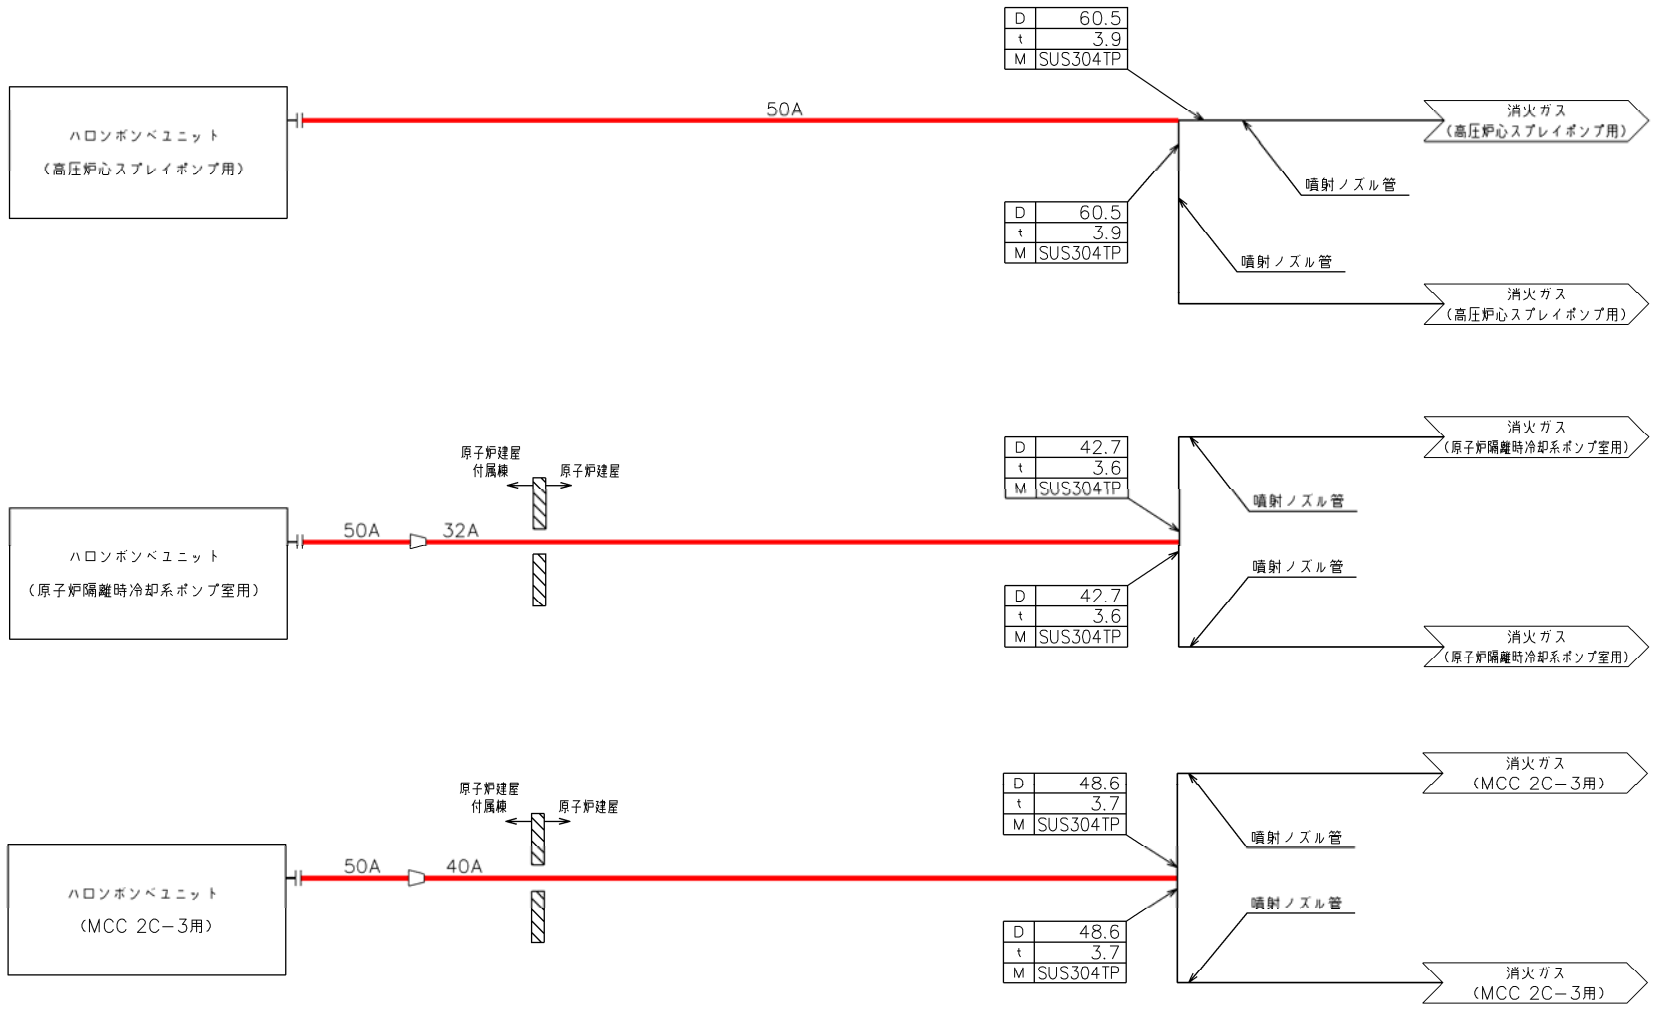 D 60.5
t 3.9
M SUS304TP
50A
ハロンボンベユニット
(高圧炉心スプレイポンプ用)
消火ガス
(高圧炉心スプレイポンプ用)
噴射ノズル管
D 60.5
t 3.9
M SUS304TP
噴射ノズル管
消火ガス
(高圧炉心スプレイポンプ用)
原子炉建屋
付属棟
原子炉建屋
D 42.7
t 3.6
M SUS304TP
消火ガス
(原子炉隔離時冷却系ポンプ室用)
噴射ノズル管
50A
32A
ハロンボンベユニット
(原子炉隔離時冷却系ポンプ室用)
噴射ノズル管
D 42.7
t 3.6
M SUS304TP
消火ガス
(原子炉隔離時冷却系ポンプ室用)
原子炉建屋
付属棟
原子炉建屋
D 48.6
t 3.7
M SUS304TP
消火ガス
(MCC 2C-3用)
噴射ノズル管
50A
40A
ハロンボンベユニット
(MCC 2C-3用)
噴射ノズル管
D 48.6
t 3.7
M SUS304TP
消火ガス
(MCC 2C-3用)